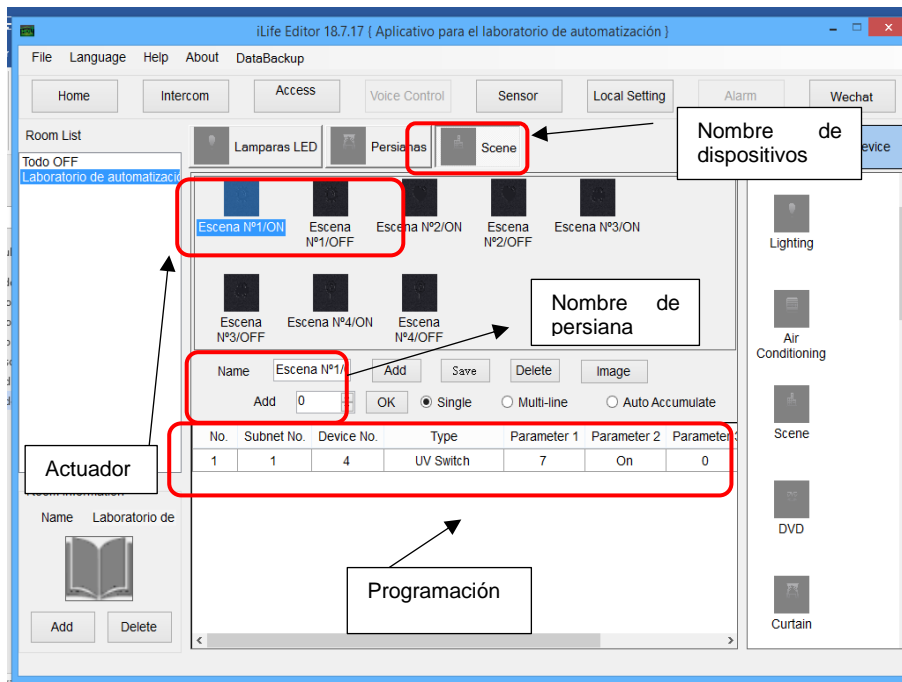 iLife Editor 18.7.17 { Aplicativo para el laboratorio de automatización }
File Language Help About DataBackup
Home Intercom Access Voice Control Sensor Local Setting Alarm Wechat
Room List
Todo OFF
Laboratorio de automatizació
Lamparas LED Persianas Scene
Nombre de
dispositivos
evice
Escena Nº1/ON
Escena
Nº1/OFF
Escena Nº2/ON
Escena
Nº2/OFF
Escena Nº3/ON
Escena
Nº3/OFF
Escena Nº4/ON
Escena
Nº4/OFF
Nombre de
persiana
Name Escena Nº1/ Add Save Delete Image
Add 0 OK Single Multi-line Auto Accumulate
No. Subnet No. Device No. Type Parameter 1 Parameter 2 Parameter
1 1 4 UV Switch 7 On 0
Actuador
Room Information
Name Laboratorio de
Add Delete
Programación
Lighting
Air
Conditioning
Scene
DVD
Curtain